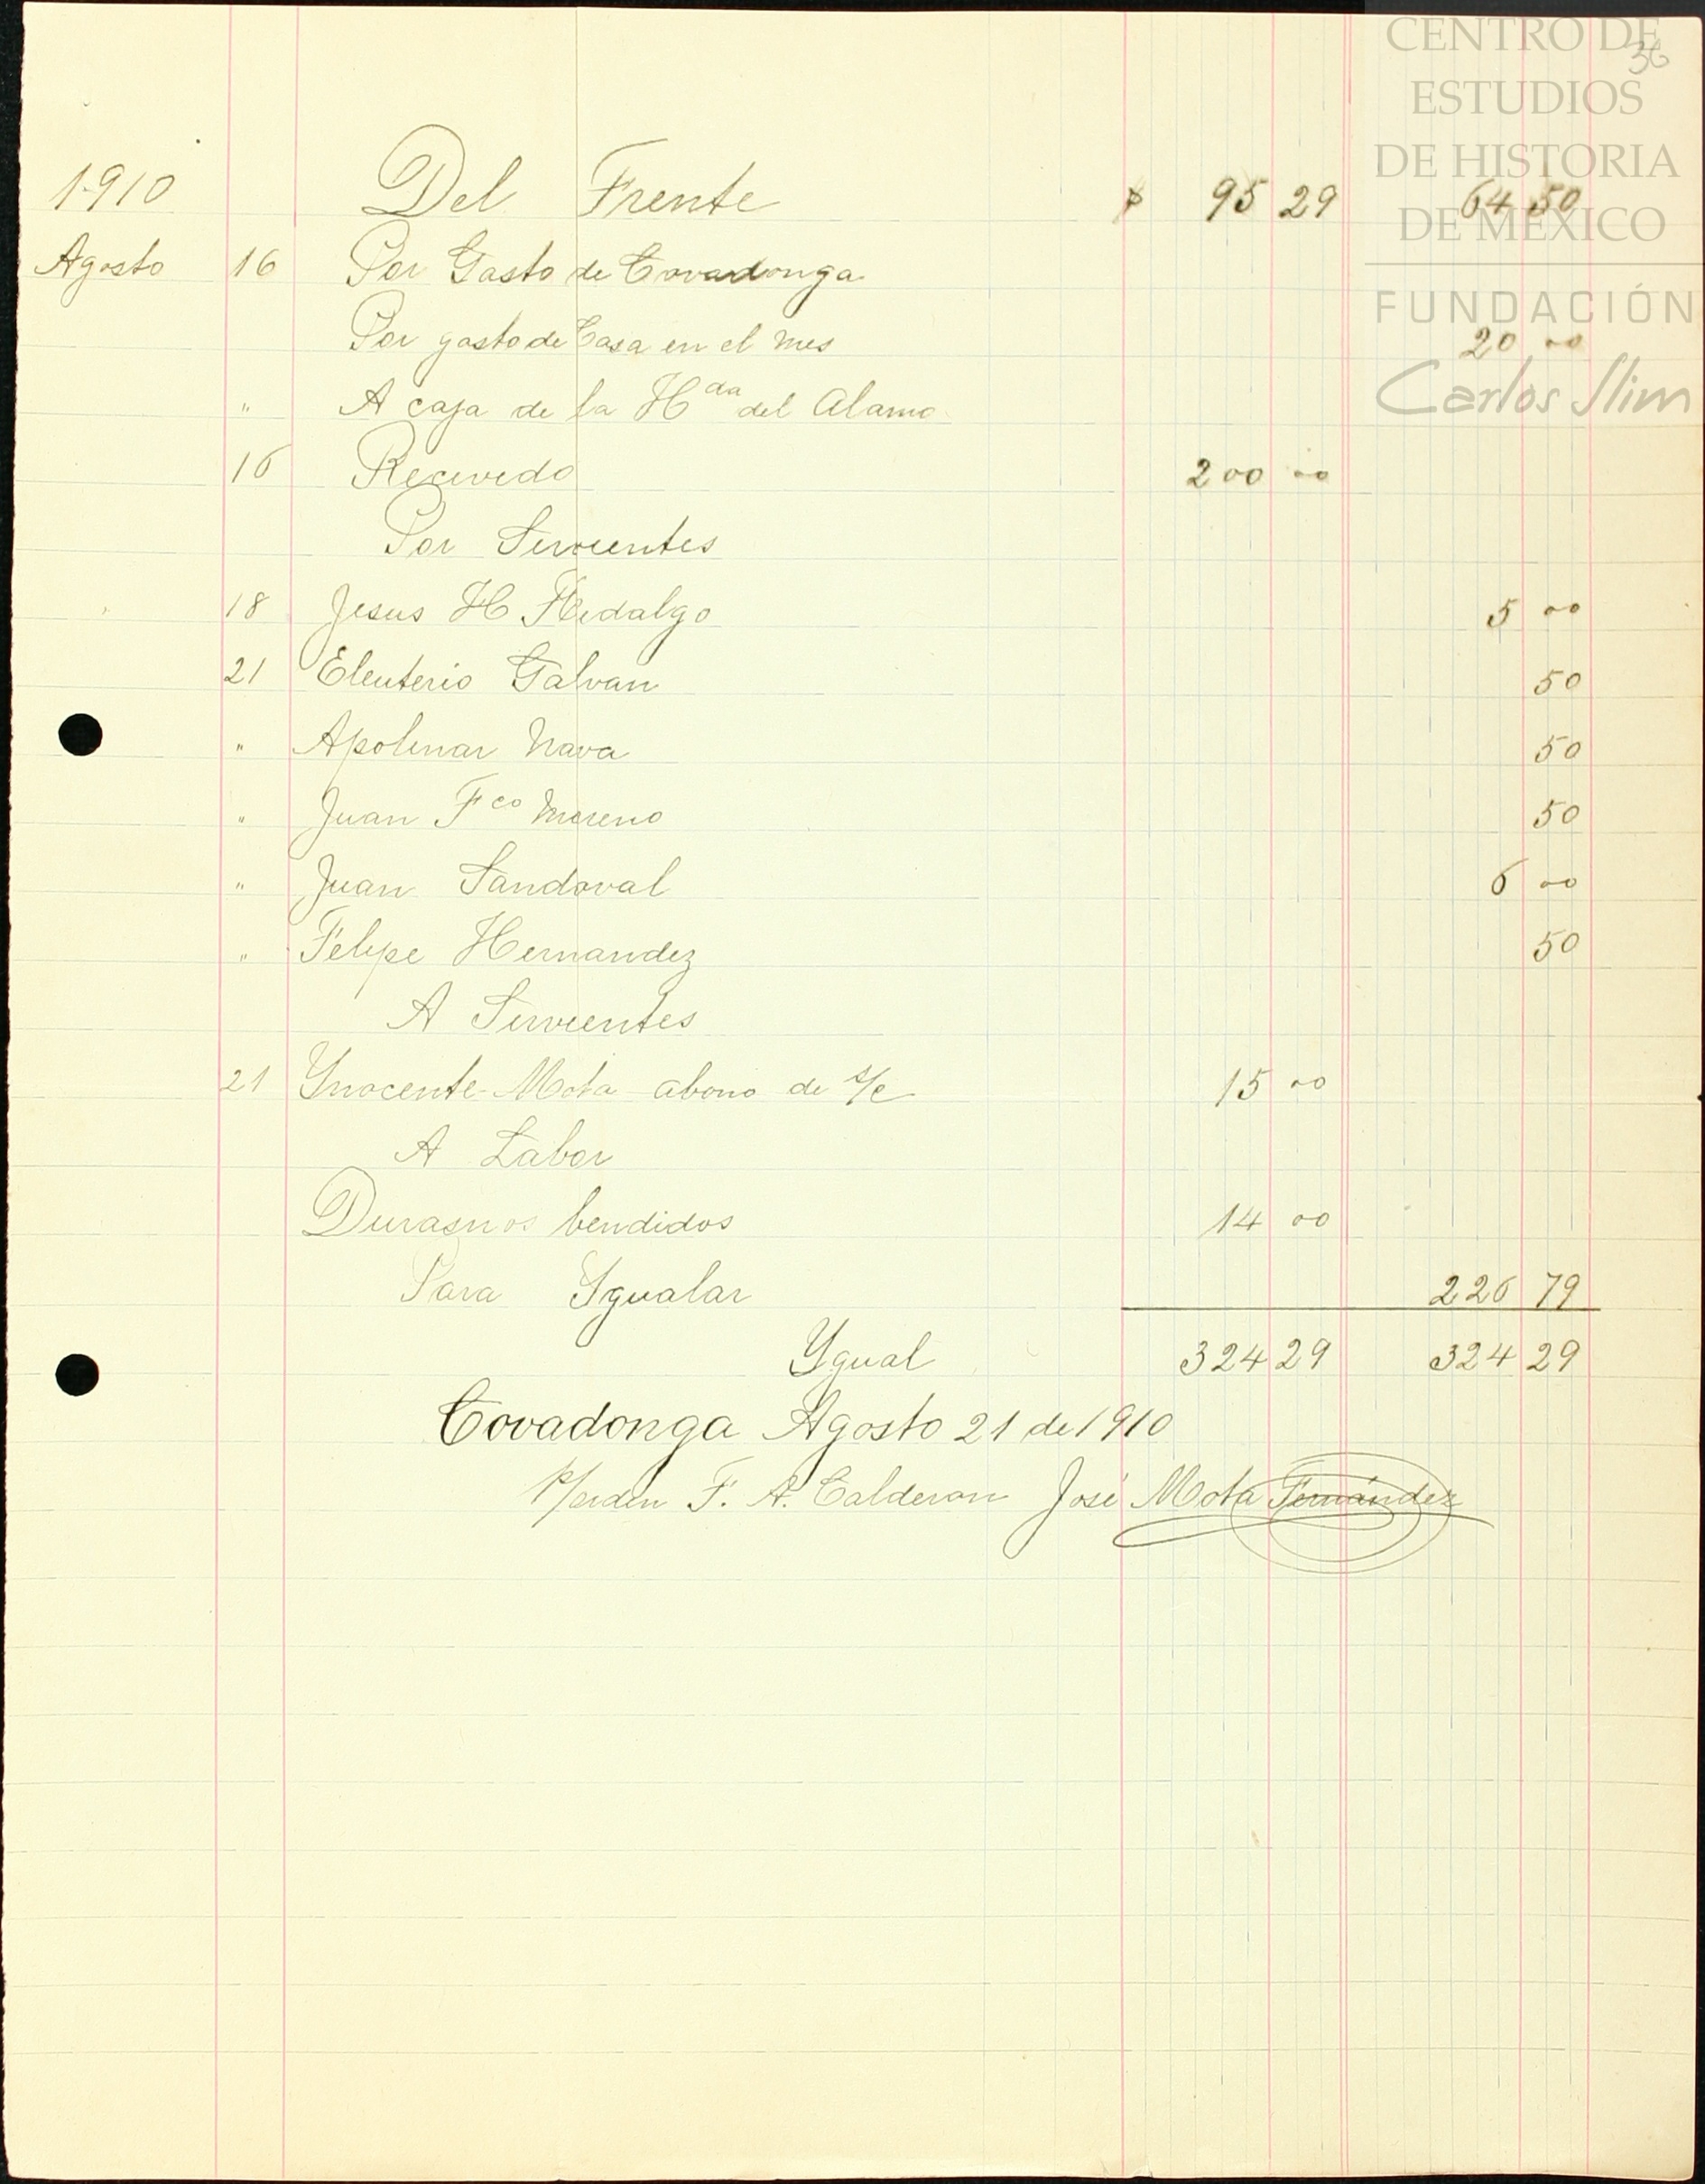 CENTRO DE
36
ESTUDIOS
DE HISTORIA
DE MÉXICO
FUNDACIÓN
Carlos Slim
1910 Del Frente $ 95 29 64 50
Agosto 16 Por Gasto de Covadonga
Por gasto de Casa en el mes 20 00
" A caja de la Hda del Alamo
16 Recivido 200 00
Por Sirvientes
18 Jesus H Hidalgo 5 00
21 Eleuterio Galvan 50
" Apolinar Nava 50
" Juan Fco Moreno 50
" Juan Sandoval 6 00
" Felipe Hernandez 50
A Sirvientes
21 Ynocente Mota abono de s/c 15 00
A Labor
Durasnos bendidos 14 00
Para Ygualar 226 79
Ygual 324 29 324 29
Covadonga Agosto 21 de 1910
P/orden F. A. Calderon José Mota Fernández